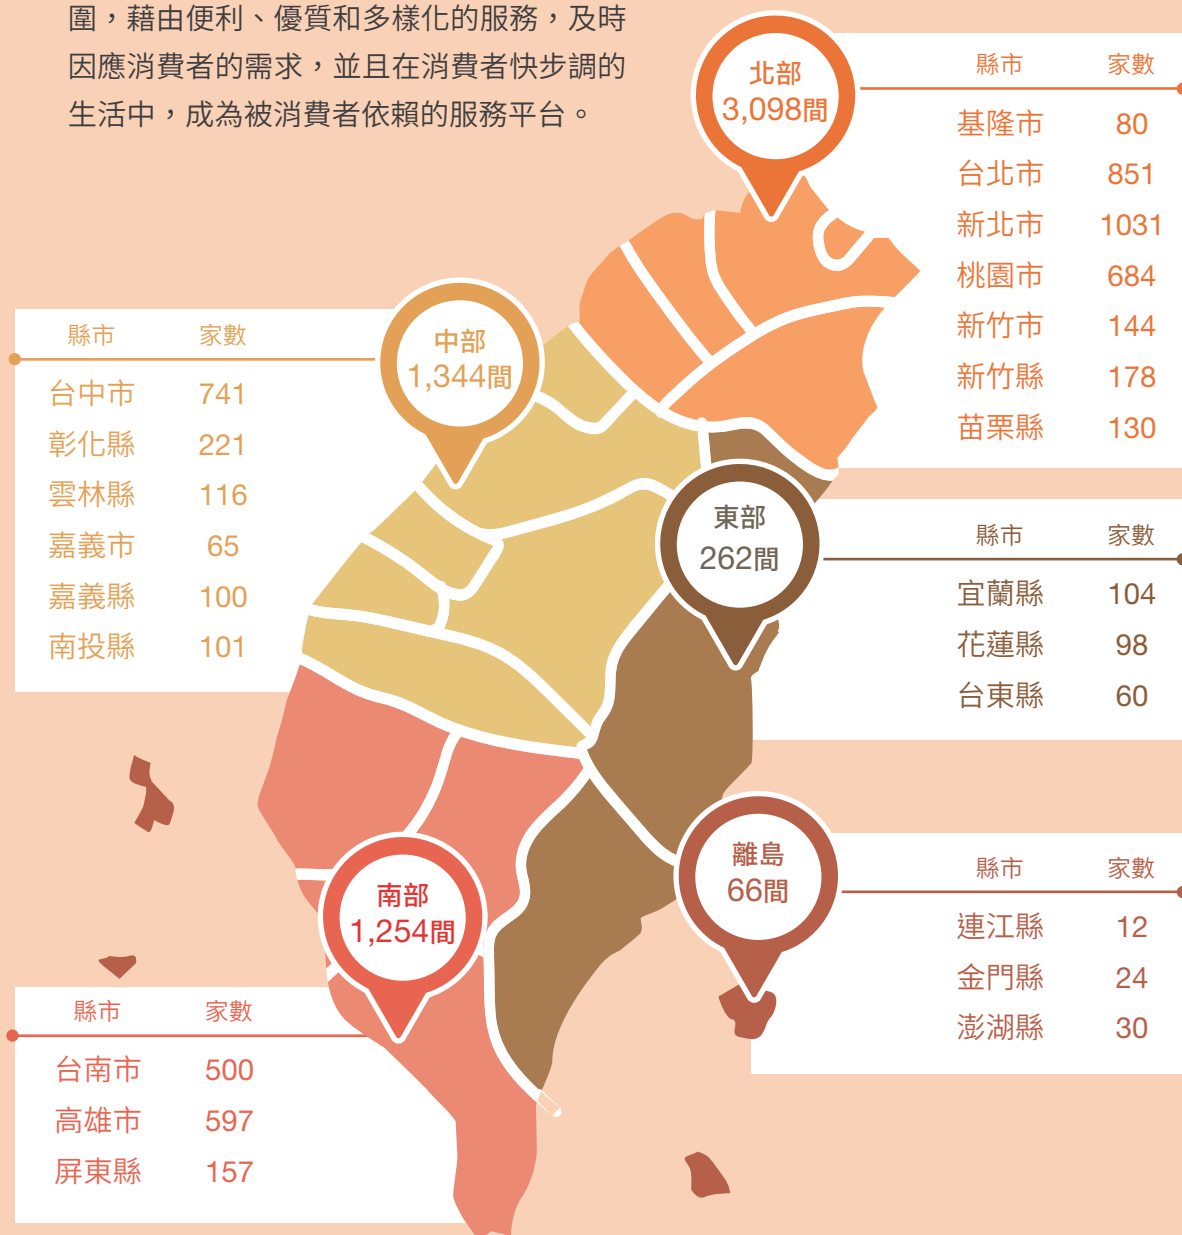 圍，藉由便利、優質和多樣化的服務，及時
因應消費者的需求，並且在消費者快步調的
生活中，成為被消費者依賴的服務平台。
北部
3,098間
縣市 家數
基隆市 80
台北市 851
新北市 1031
桃園市 684
新竹市 144
新竹縣 178
苗栗縣 130
中部
1,344間
縣市 家數
台中市 741
彰化縣 221
雲林縣 116
嘉義市 65
嘉義縣 100
南投縣 101
東部
262間
縣市 家數
宜蘭縣 104
花蓮縣 98
台東縣 60
離島
66間
縣市 家數
連江縣 12
金門縣 24
澎湖縣 30
南部
1,254間
縣市 家數
台南市 500
高雄市 597
屏東縣 157